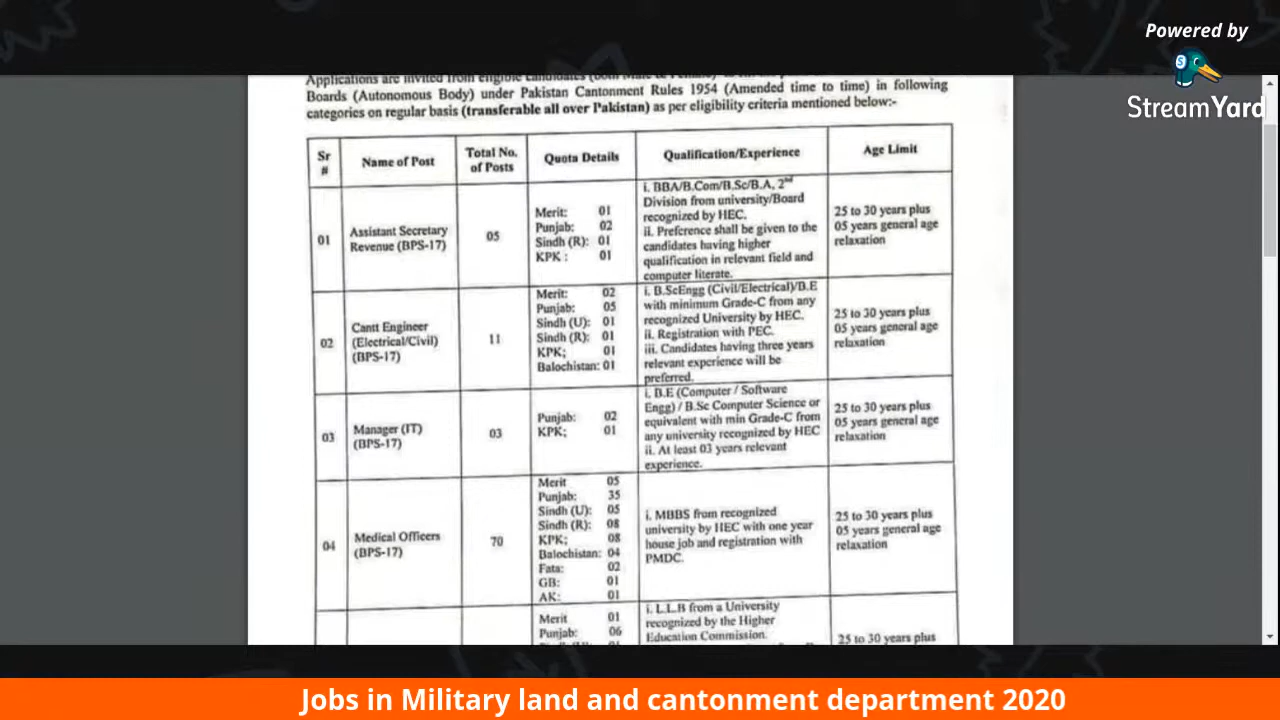 Powered by
StreamYard
Applications are invited from eligible candidates (both Male & Female)
Boards (Autonomous Body) under Pakistan Cantonment Rules 1954 (Amended time to time) in following
categories on regular basis (transferable all over Pakistan) as per eligibility criteria mentioned below:-
Sr #
Name of Post
Total No. of Posts
Quota Details
Qualification/Experience
Age Limit
01
Assistant Secretary
Revenue (BPS-17)
05
Merit: 01
Punjab: 02
Sindh (R): 01
KPK : 01
i. BBA/B.Com/B.Sc/B.A, 2nd
Division from university/Board
recognized by HEC.
ii. Preference shall be given to the
candidates having higher
qualification in relevant field and
computer literate.
25 to 30 years plus
05 years general age
relaxation
02
Cantt Engineer
(Electrical/Civil)
(BPS-17)
11
Merit: 02
Punjab: 05
Sindh (U): 01
Sindh (R): 01
KPK; 01
Balochistan: 01
i. B.ScEngg (Civil/Electrical)/B.E
with minimum Grade-C from any
recognized University by HEC.
ii. Registration with PEC.
iii. Candidates having three years
relevant experience will be
preferred.
25 to 30 years plus
05 years general age
relaxation
03
Manager (IT)
(BPS-17)
03
Punjab: 02
KPK; 01
i. B.E (Computer / Software
Engg) / B.Sc Computer Science or
equivalent with min Grade-C from
any university recognized by HEC
ii. At least 03 years relevant
experience.
25 to 30 years plus
05 years general age
relaxation
04
Medical Officers
(BPS-17)
70
Merit 05
Punjab: 35
Sindh (U): 05
Sindh (R): 08
KPK; 08
Balochistan: 04
Fata: 02
GB: 01
AK: 01
i. MBBS from recognized
university by HEC with one year
house job and registration with
PMDC.
25 to 30 years plus
05 years general age
relaxation
Merit 01
Punjab: 06
i. L.L.B from a University
recognized by the Higher
Education Commission.
25 to 30 years plus
Jobs in Military land and cantonment department 2020